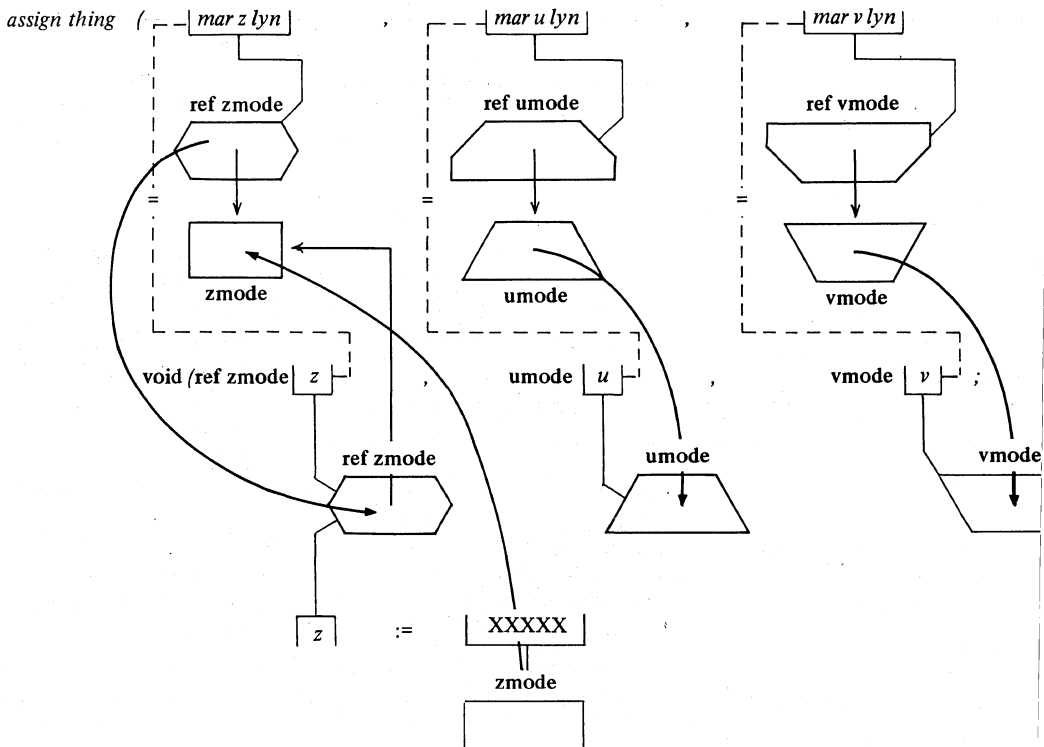 assign thing ( mar z lyn , mar u lyn , mar v lyn
ref zmode ref umode ref vmode
= = =
zmode umode vmode
void (ref zmode z , umode u , vmode v ;
ref zmode umode vmode
z := XXXXX
zmode